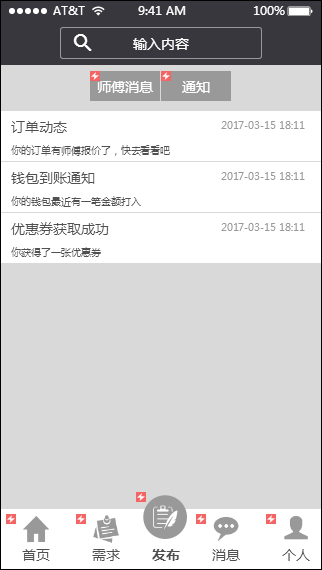 AT&T 9:41 AM 100%
输入内容
师傅消息 通知
订单动态 2017-03-15 18:11
你的订单有师傅报价了，快去看看吧
钱包到账通知 2017-03-15 18:11
你的钱包最近有一笔金额打入
优惠券获取成功 2017-03-15 18:11
你获得了一张优惠券
首页 需求 发布 消息 个人